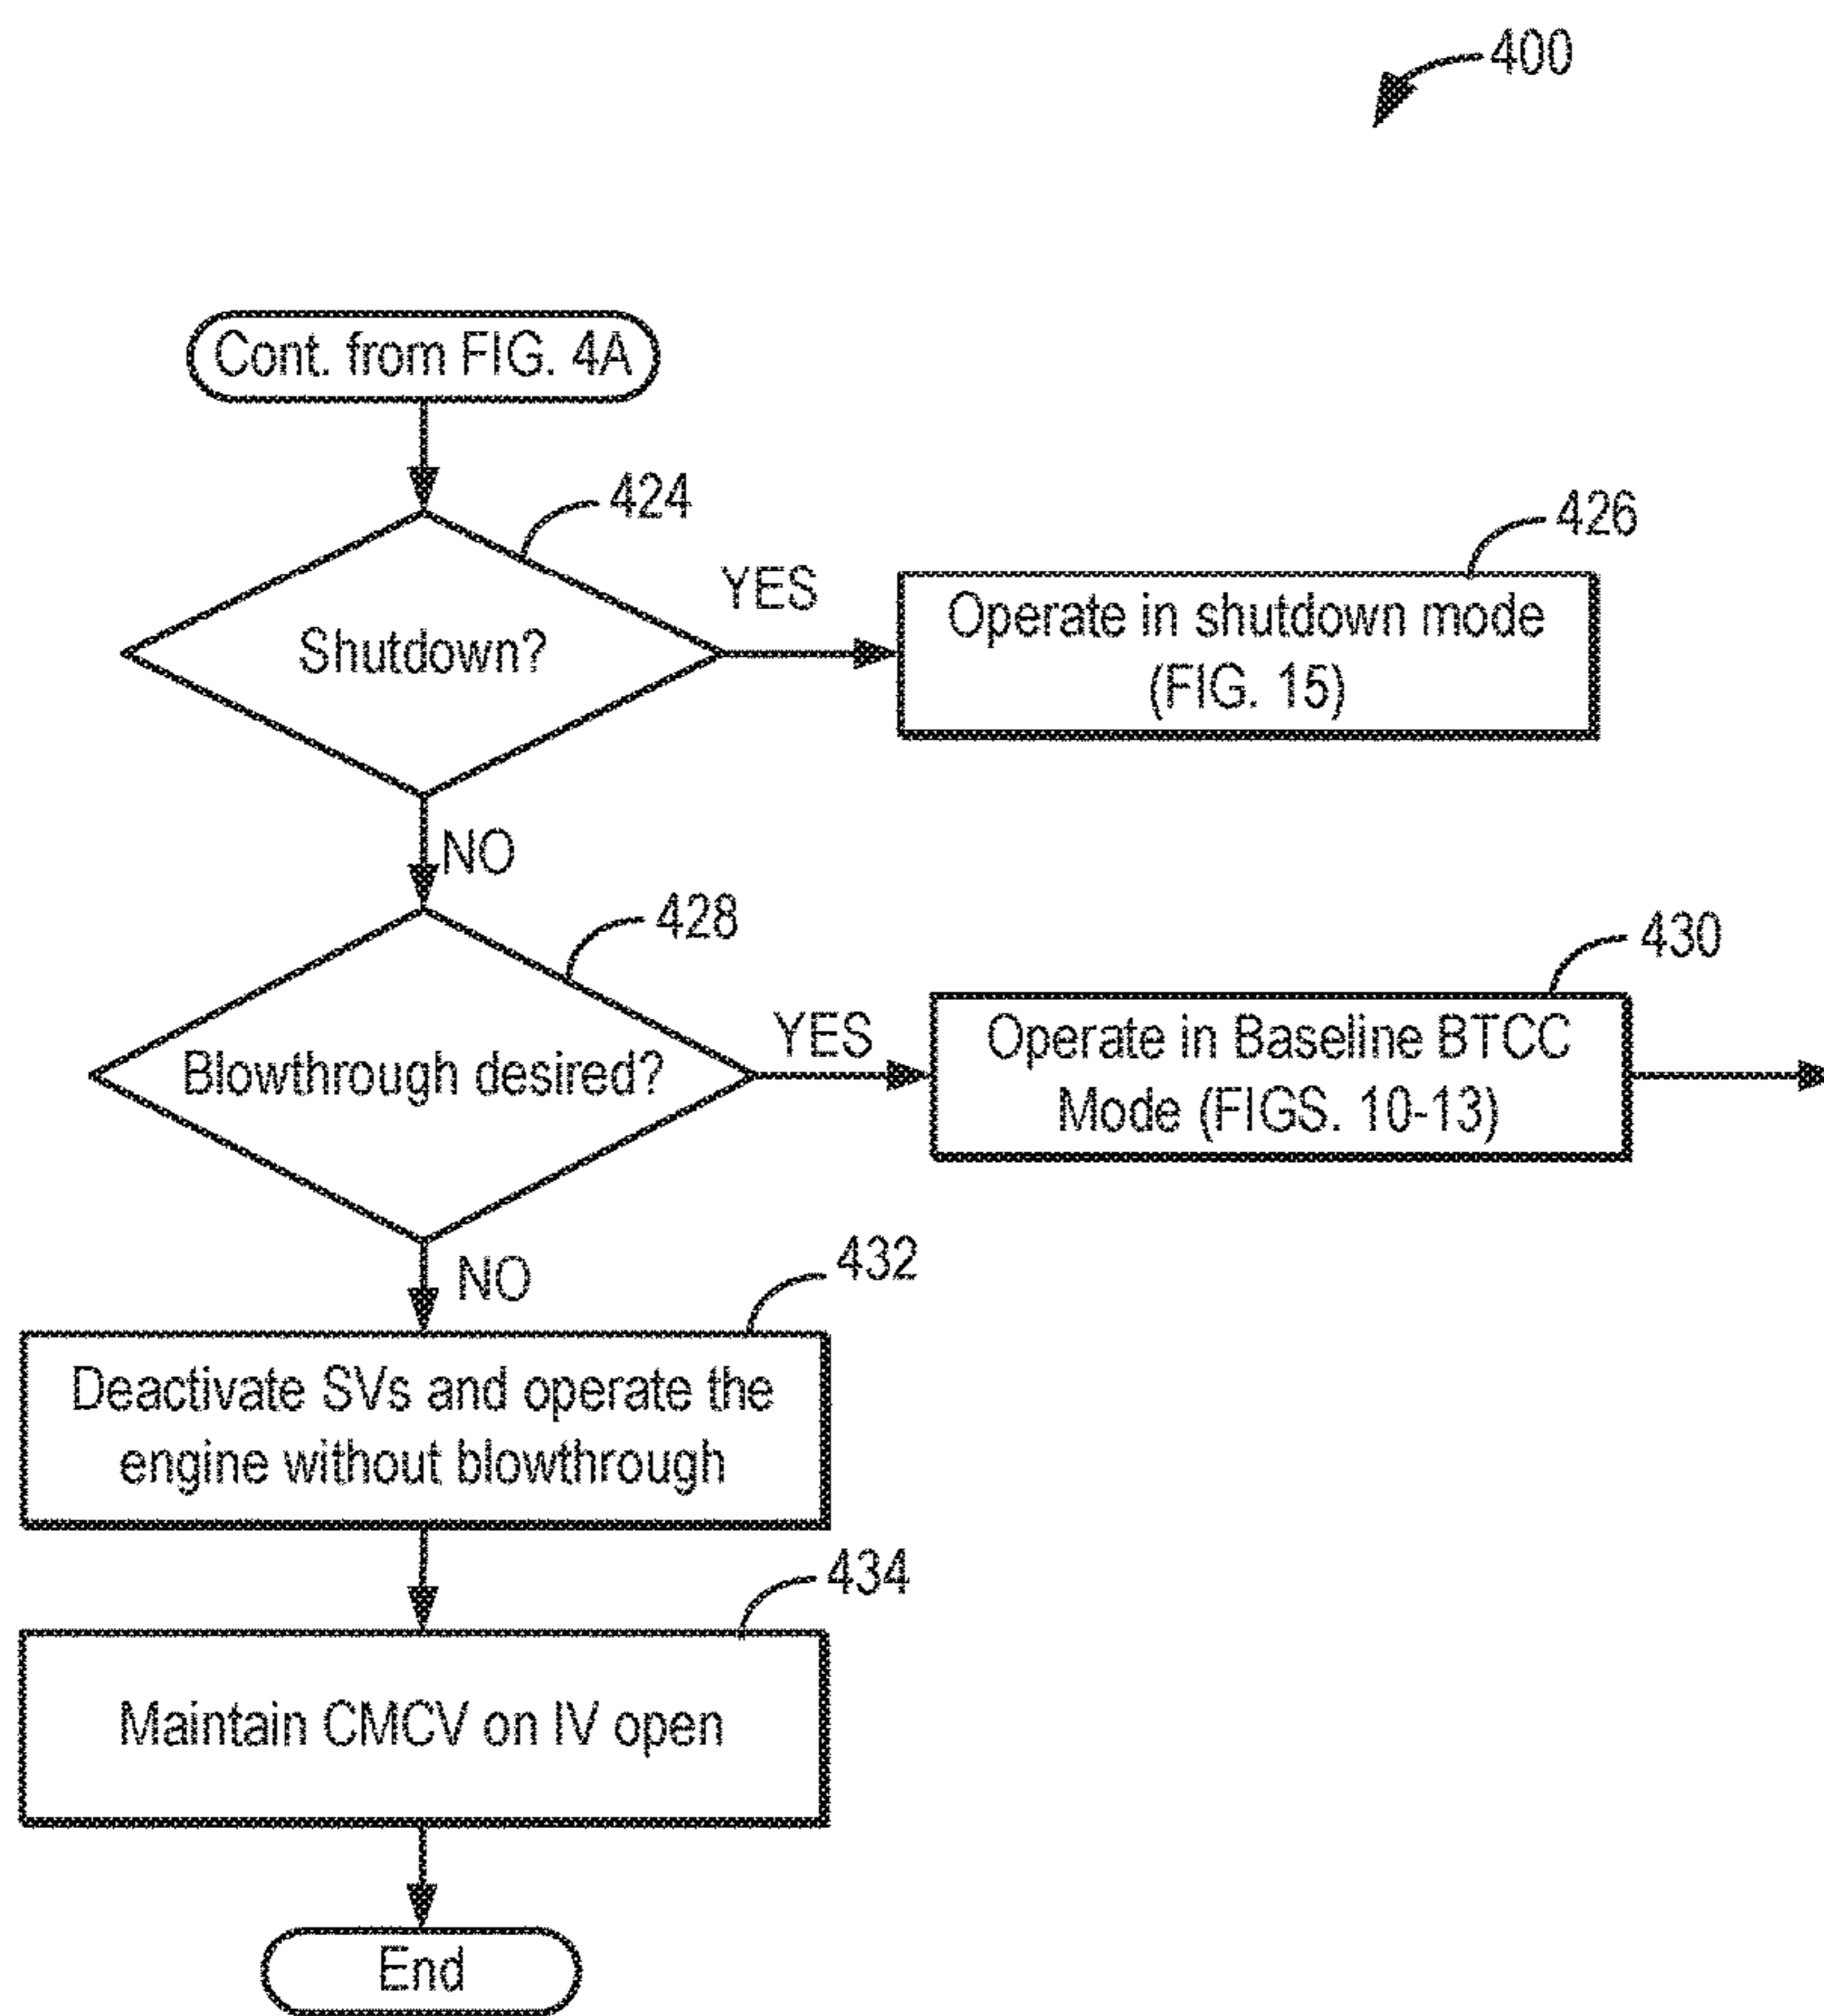 400
Cont. from FIG. 4A
424
Shutdown?
YES
426
Operate in shutdown mode
(FIG. 15)
NO
428
Blowthrough desired?
YES
430
Operate in Baseline BTCC
Mode (FIGS. 10-13)
NO
432
Deactivate SVs and operate the
engine without blowthrough
434
Maintain CMCV on IV open
End